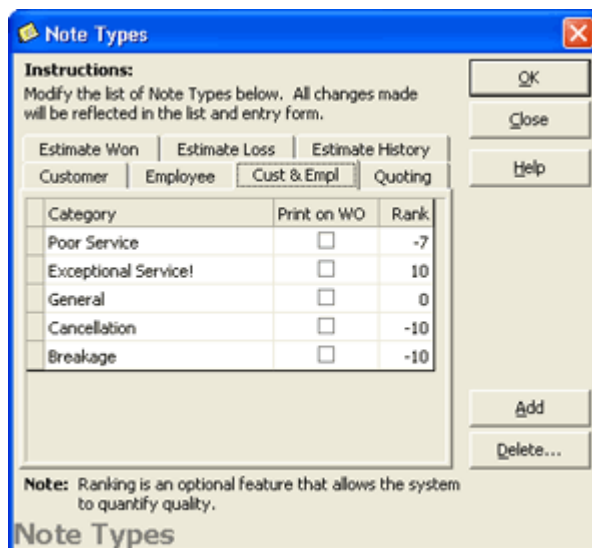 Note Types
Instructions:
Modify the list of Note Types below. All changes made
will be reflected in the list and entry form.
OK
Close
Help
Estimate Won Estimate Loss Estimate History
Customer Employee Cust & Empl Quoting
Category Print on WO Rank
Poor Service -7
Exceptional Service! 10
General 0
Cancellation -10
Breakage -10
Add
Delete...
Note: Ranking is an optional feature that allows the system
to quantify quality.
Note Types